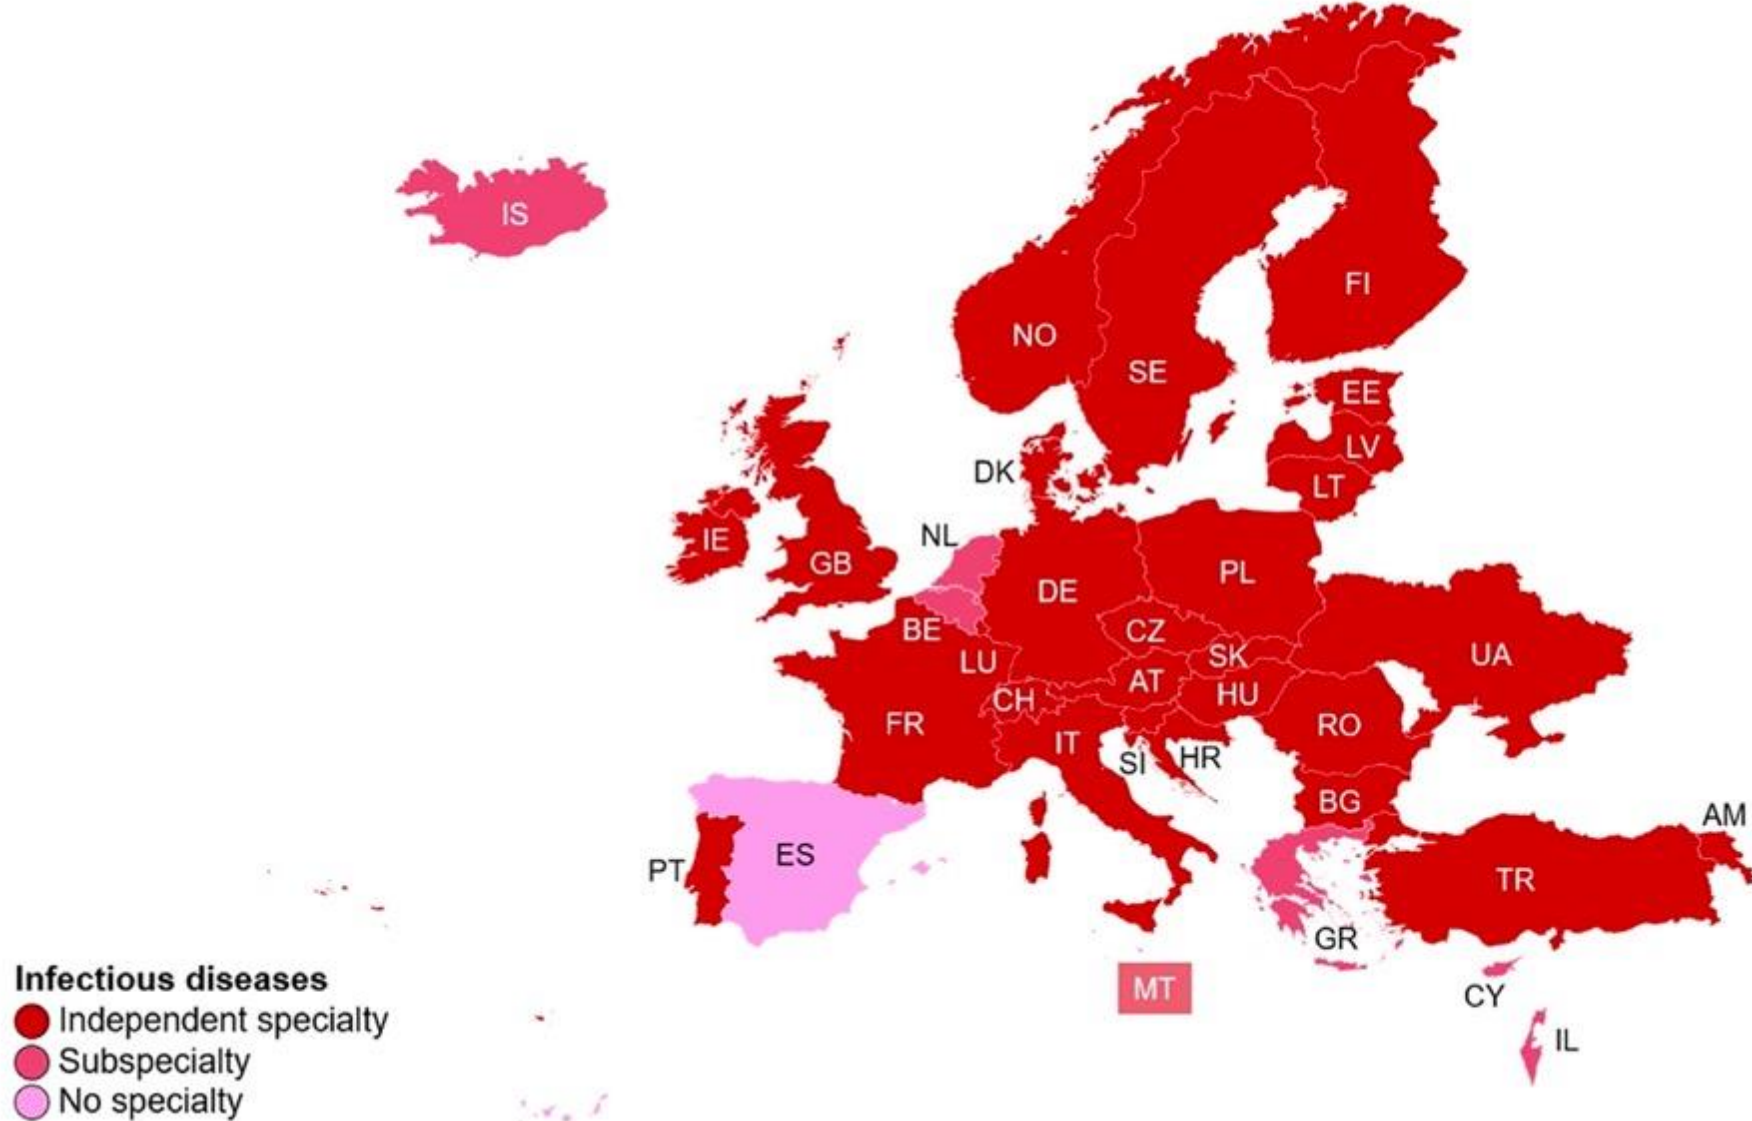 IS
FI
NO
SE
EE
LV
DK
LT
NL
IE
GB
DE
PL
BE
CZ
LU
SK
UA
AT
CH
HU
FR
RO
IT
SI
HR
BG
AM
PT
ES
TR
GR
MT
CY
IL
Infectious diseases
Independent specialty
Subspecialty
No specialty